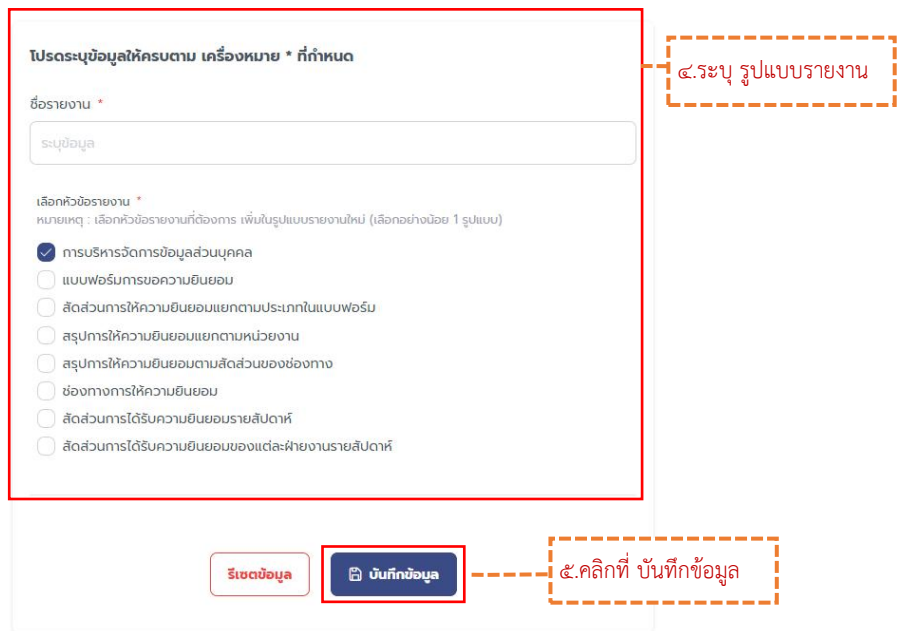 โปรดระบุข้อมูลให้ครบตาม เครื่องหมาย * ที่กำหนด
๔.ระบุ รูปแบบรายงาน
ชื่อรายงาน *
ระบุข้อมูล
เลือกหัวข้อรายงาน *
หมายเหตุ : เลือกหัวข้อรายงานที่ต้องการ เพิ่มในรูปแบบรายงานใหม่ (เลือกอย่างน้อย 1 รูปแบบ)
การบริหารจัดการข้อมูลส่วนบุคคล
แบบฟอร์มการขอความยินยอม
สัดส่วนการให้ความยินยอมแยกตามประเภทในแบบฟอร์ม
สรุปการให้ความยินยอมแยกตามหน่วยงาน
สรุปการให้ความยินยอมตามสัดส่วนของช่องทาง
ช่องทางการให้ความยินยอม
สัดส่วนการได้รับความยินยอมรายสัปดาห์
สัดส่วนการได้รับความยินยอมของแต่ละฝ่ายงานรายสัปดาห์
รีเซตข้อมูล
บันทึกข้อมูล
๕.คลิกที่ บันทึกข้อมูล